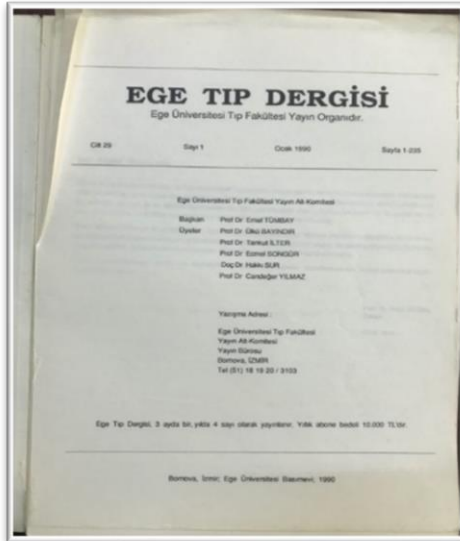 EGE TIP DERGİSİ
Ege Üniversitesi Tıp Fakültesi Yayın Organıdır.
Cilt 29 Sayı 1 Ocak 1990 Sayfa 1-235
Ege Üniversitesi Tıp Fakültesi Yayın Alt-Komitesi
Başkan Prof Dr Emel TÜMBAY
Üyeler Prof Dr Ülkü BAYINDIR
Prof Dr Tankut İLTER
Prof Dr Ecmel SONGÜR
Doç Dr Hakkı SUR
Prof Dr Candeğer YILMAZ
Yazışma Adresi :
Ege Üniversitesi Tıp Fakültesi
Yayın Alt-Komitesi
Yayın Bürosu
Bornova, İZMİR
Tel (51) 18 19 20 / 3103
Ege Tıp Dergisi, 3 ayda bir, yılda 4 sayı olarak yayınlanır. Yıllık abone bedeli 10.000 TL'dir.
Bornova, İzmir; Ege Üniversitesi Basımevi, 1990